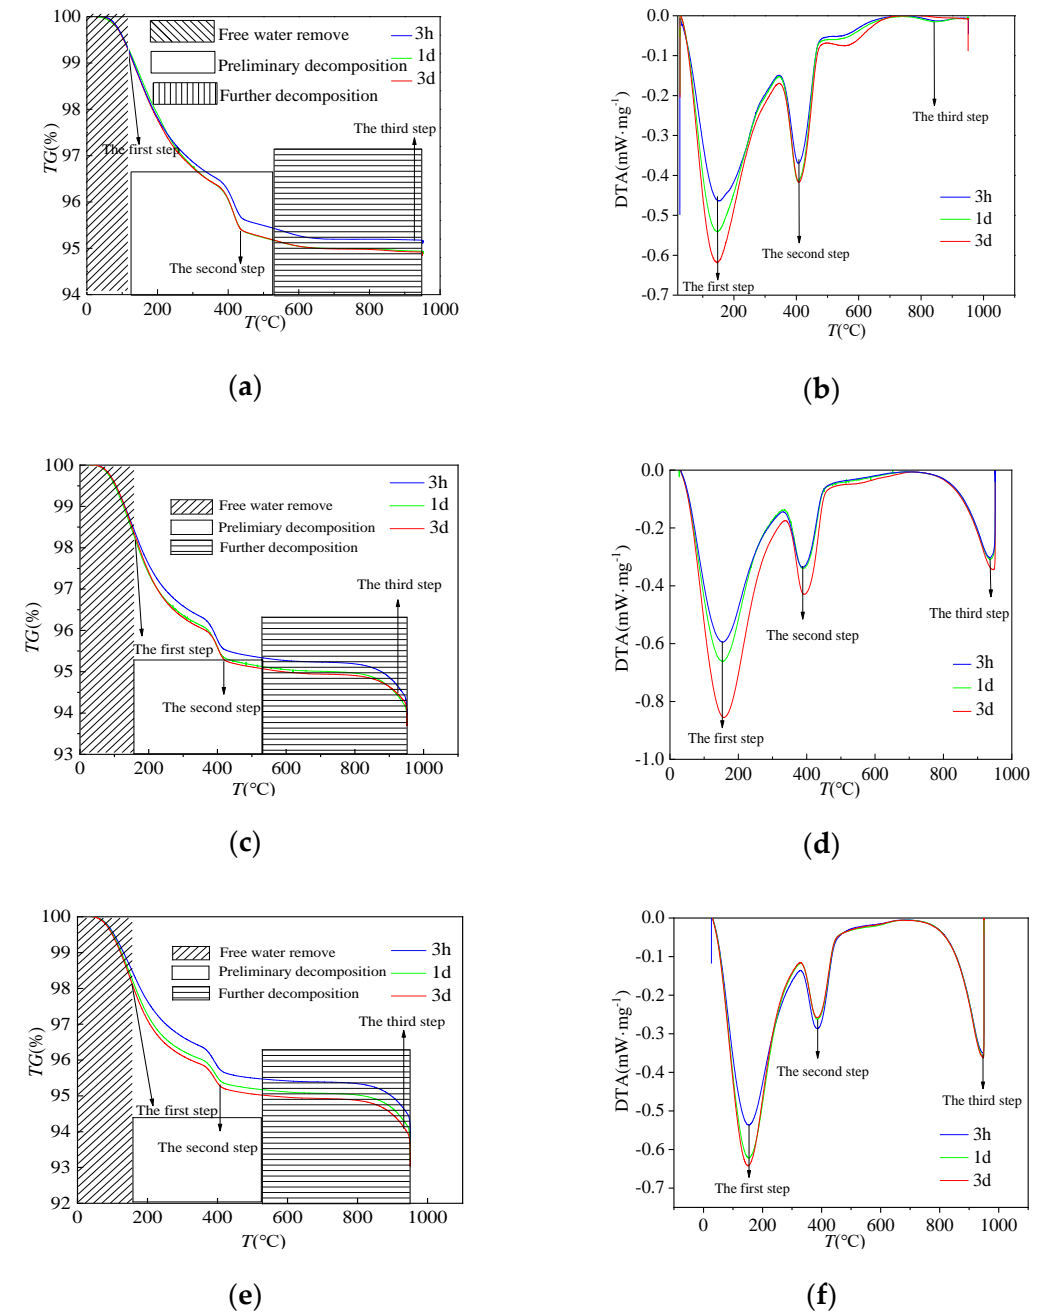 100
99
98
97
96
95
94
TG(%)
Free water remove
Preliminary decomposition
Further decomposition
3h
1d
3d
The third step
The first step
The second step
0
200
400
600
800
1000
T(°C)
(a)
0.0
-0.1
-0.2
-0.3
-0.4
-0.5
-0.6
-0.7
DTA(mW·mg⁻¹)
The third step
3h
1d
3d
The second step
The first step
200
400
600
800
1000
T(°C)
(b)
100
99
98
97
96
95
94
93
TG(%)
3h
1d
3d
Free water remove
Prelimiary decomposition
Further decomposition
The third step
The first step
The second step
0
200
400
600
800
1000
T(°C)
(c)
0.0
-0.2
-0.4
-0.6
-0.8
-1.0
DTA(mW·mg⁻¹)
The third step
The second step
3h
1d
3d
The first step
0
200
400
600
800
1000
T(°C)
(d)
100
99
98
97
96
95
94
93
92
TG(%)
Free water remove
Preliminary decomposition
Further decomposition
3h
1d
3d
The third step
The first step
The second step
0
200
400
600
800
1000
T(°C)
(e)
0.0
-0.1
-0.2
-0.3
-0.4
-0.5
-0.6
-0.7
DTA(mW·mg⁻¹)
The second step
The third step
3h
1d
3d
The first step
0
200
400
600
800
1000
T(°C)
(f)